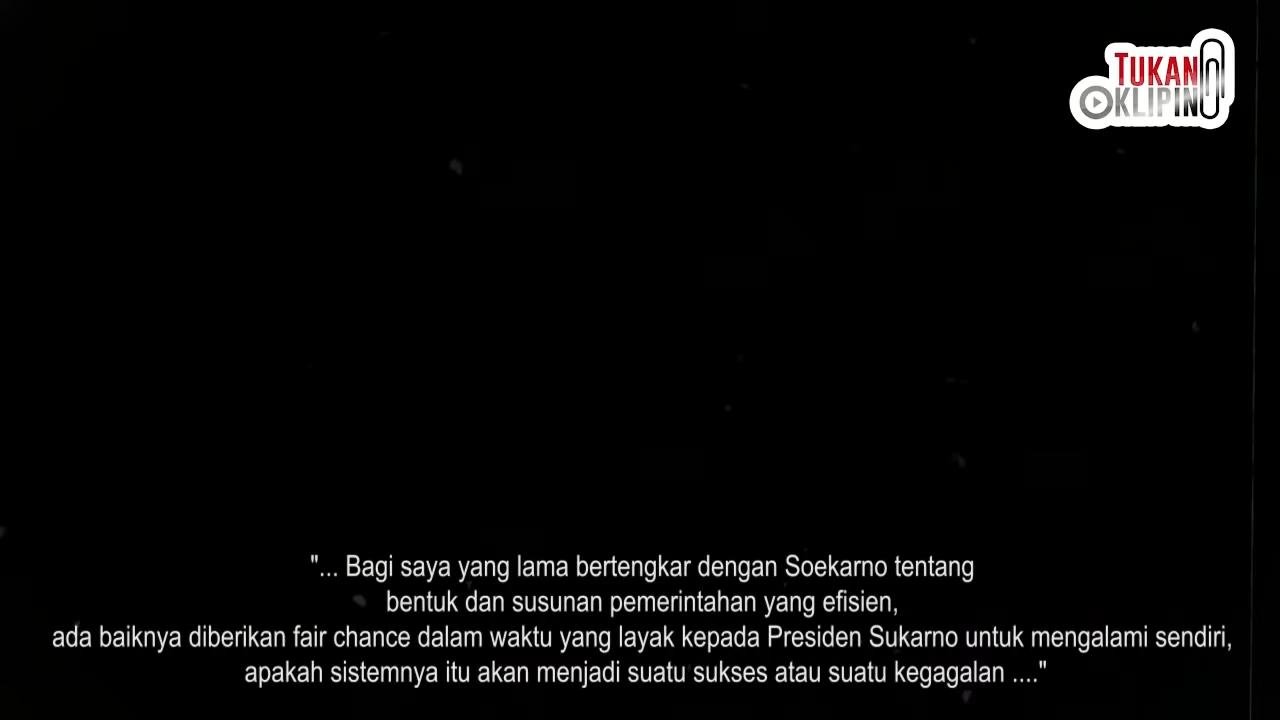 TUKAN
KLIPIN
"... Bagi saya yang lama bertengkar dengan Soekarno tentang
bentuk dan susunan pemerintahan yang efisien,
ada baiknya diberikan fair chance dalam waktu yang layak kepada Presiden Sukarno untuk mengalami sendiri,
apakah sistemnya itu akan menjadi suatu sukses atau suatu kegagalan ...."